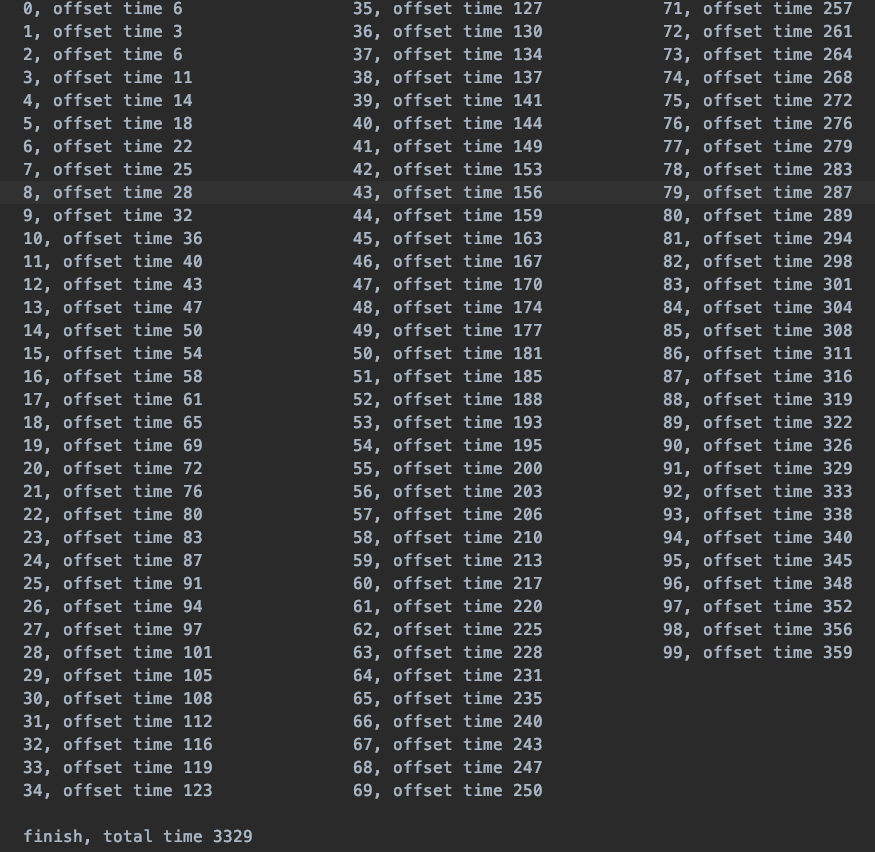 0, offset time 6
1, offset time 3
2, offset time 6
3, offset time 11
4, offset time 14
5, offset time 18
6, offset time 22
7, offset time 25
8, offset time 28
9, offset time 32
10, offset time 36
11, offset time 40
12, offset time 43
13, offset time 47
14, offset time 50
15, offset time 54
16, offset time 58
17, offset time 61
18, offset time 65
19, offset time 69
20, offset time 72
21, offset time 76
22, offset time 80
23, offset time 83
24, offset time 87
25, offset time 91
26, offset time 94
27, offset time 97
28, offset time 101
29, offset time 105
30, offset time 108
31, offset time 112
32, offset time 116
33, offset time 119
34, offset time 123
35, offset time 127
36, offset time 130
37, offset time 134
38, offset time 137
39, offset time 141
40, offset time 144
41, offset time 149
42, offset time 153
43, offset time 156
44, offset time 159
45, offset time 163
46, offset time 167
47, offset time 170
48, offset time 174
49, offset time 177
50, offset time 181
51, offset time 185
52, offset time 188
53, offset time 193
54, offset time 195
55, offset time 200
56, offset time 203
57, offset time 206
58, offset time 210
59, offset time 213
60, offset time 217
61, offset time 220
62, offset time 225
63, offset time 228
64, offset time 231
65, offset time 235
66, offset time 240
67, offset time 243
68, offset time 247
69, offset time 250
71, offset time 257
72, offset time 261
73, offset time 264
74, offset time 268
75, offset time 272
76, offset time 276
77, offset time 279
78, offset time 283
79, offset time 287
80, offset time 289
81, offset time 294
82, offset time 298
83, offset time 301
84, offset time 304
85, offset time 308
86, offset time 311
87, offset time 316
88, offset time 319
89, offset time 322
90, offset time 326
91, offset time 329
92, offset time 333
93, offset time 338
94, offset time 340
95, offset time 345
96, offset time 348
97, offset time 352
98, offset time 356
99, offset time 359
finish, total time 3329